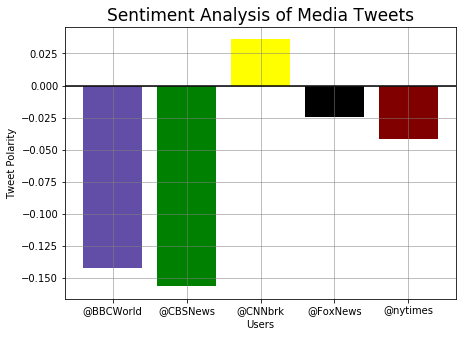 Sentiment Analysis of Media Tweets
0.025
0.000
−0.025
−0.050
−0.075
−0.100
−0.125
−0.150
Tweet Polarity
@BBCWorld @CBSNews @CNNbrk @FoxNews @nytimes
Users